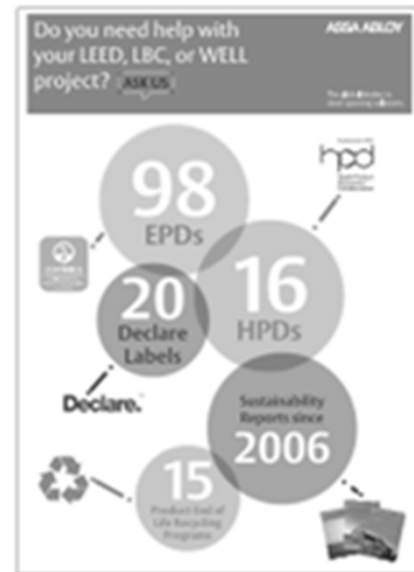 Do you need help with
your LEED, LBC, or WELL
project? ASK US
ASSA ABLOY
98
EPDs
hpd
20
Declare
Labels
16
HPDs
Declare.
Sustainability
Reports since
2006
15
Product End of
Life Recycling
Programs